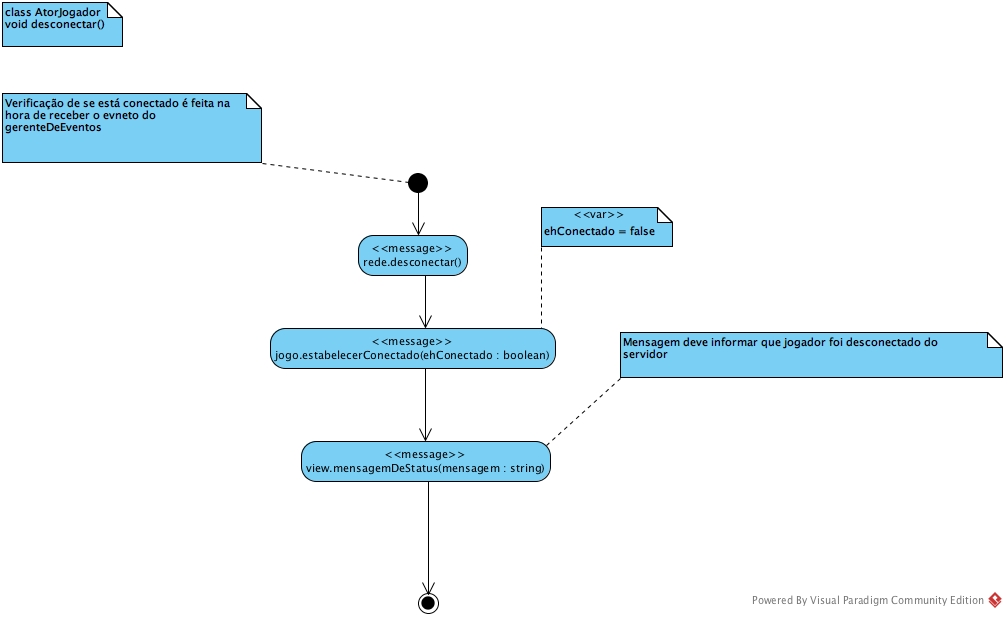 class AtorJogador
void desconectar()
Verificação de se está conectado é feita na
hora de receber o evneto do
gerenteDeEventos
<<var>>
ehConectado = false
<<message>>
rede.desconectar()
<<message>>
jogo.estabelecerConectado(ehConectado : boolean)
Mensagem deve informar que jogador foi desconectado do
servidor
<<message>>
view.mensagemDeStatus(mensagem : string)
Powered By Visual Paradigm Community Edition